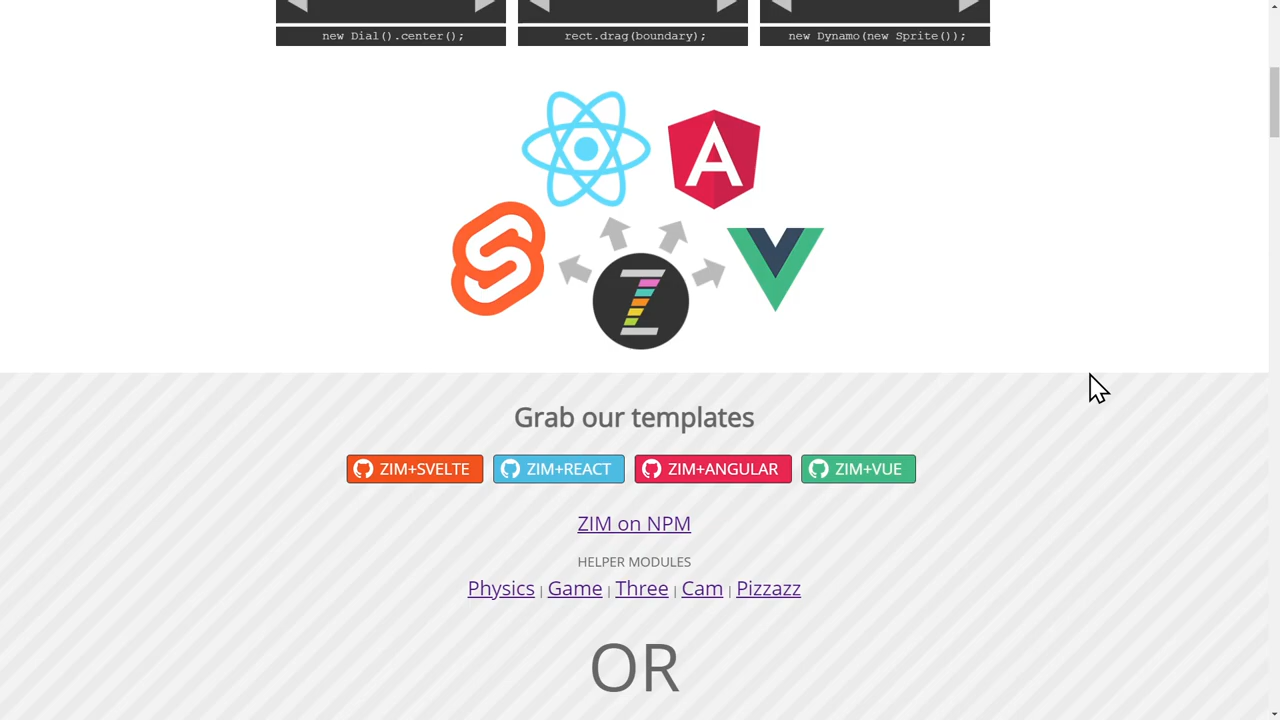 new Dial().center(); rect.drag(boundary); new Dynamo(new Sprite());
Grab our templates
ZIM+SVELTE ZIM+REACT ZIM+ANGULAR ZIM+VUE
ZIM on NPM
HELPER MODULES
Physics | Game | Three | Cam | Pizzazz
OR